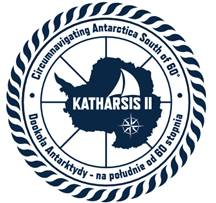 Circumnavigating Antarctica South of 60°
KATHARSIS II
Dookoła Antarktydy - na południe od 60 stopnia